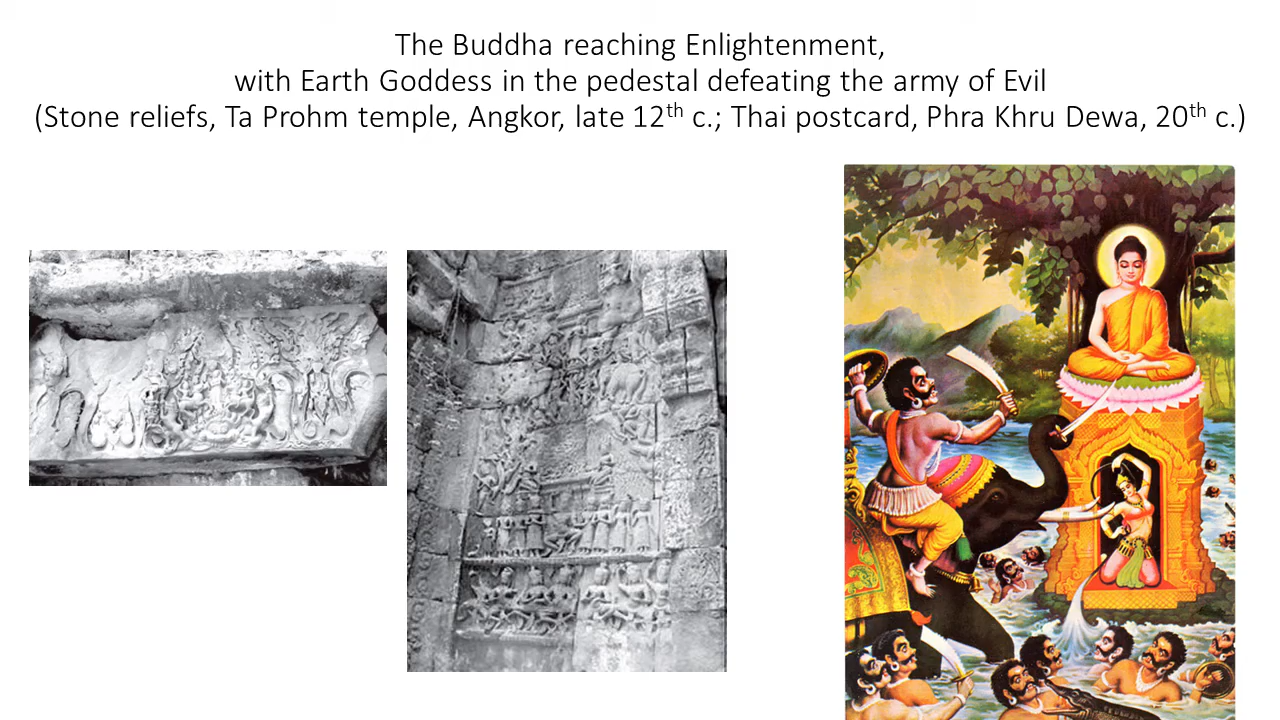 The Buddha reaching Enlightenment,
with Earth Goddess in the pedestal defeating the army of Evil
(Stone reliefs, Ta Prohm temple, Angkor, late 12th c.; Thai postcard, Phra Khru Dewa, 20th c.)